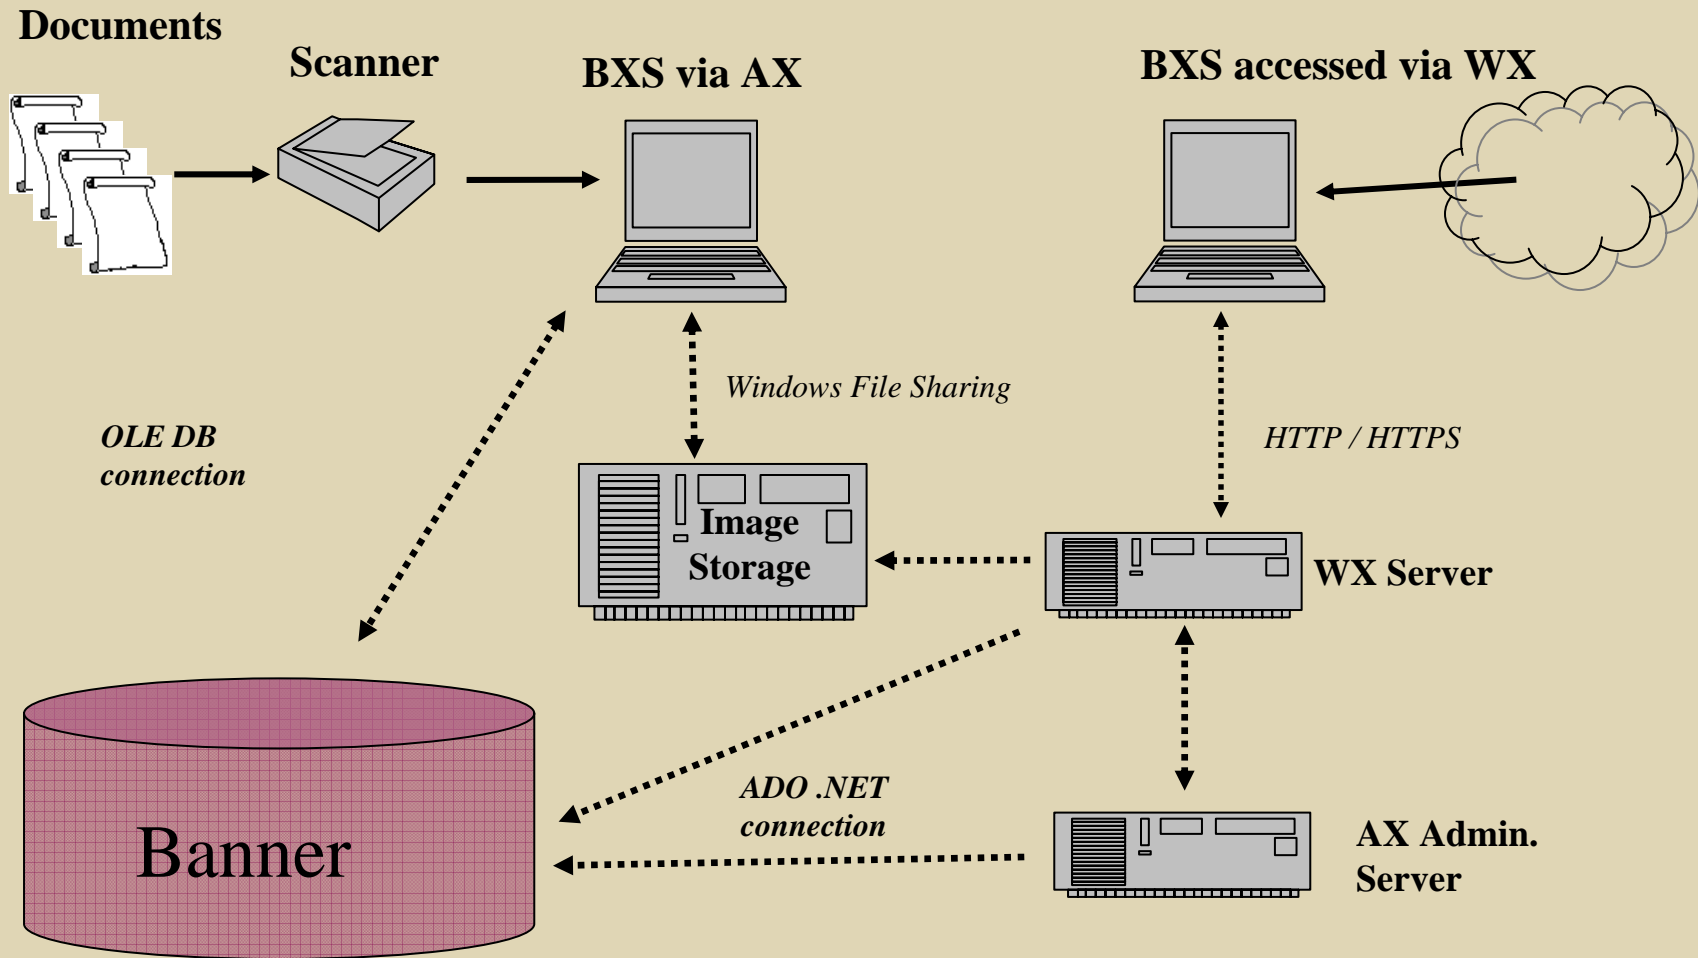 Documents
Scanner
BXS via AX
BXS accessed via WX
Windows File Sharing
OLE DB
connection
HTTP / HTTPS
Image
Storage
WX Server
ADO .NET
connection
Banner
AX Admin.
Server